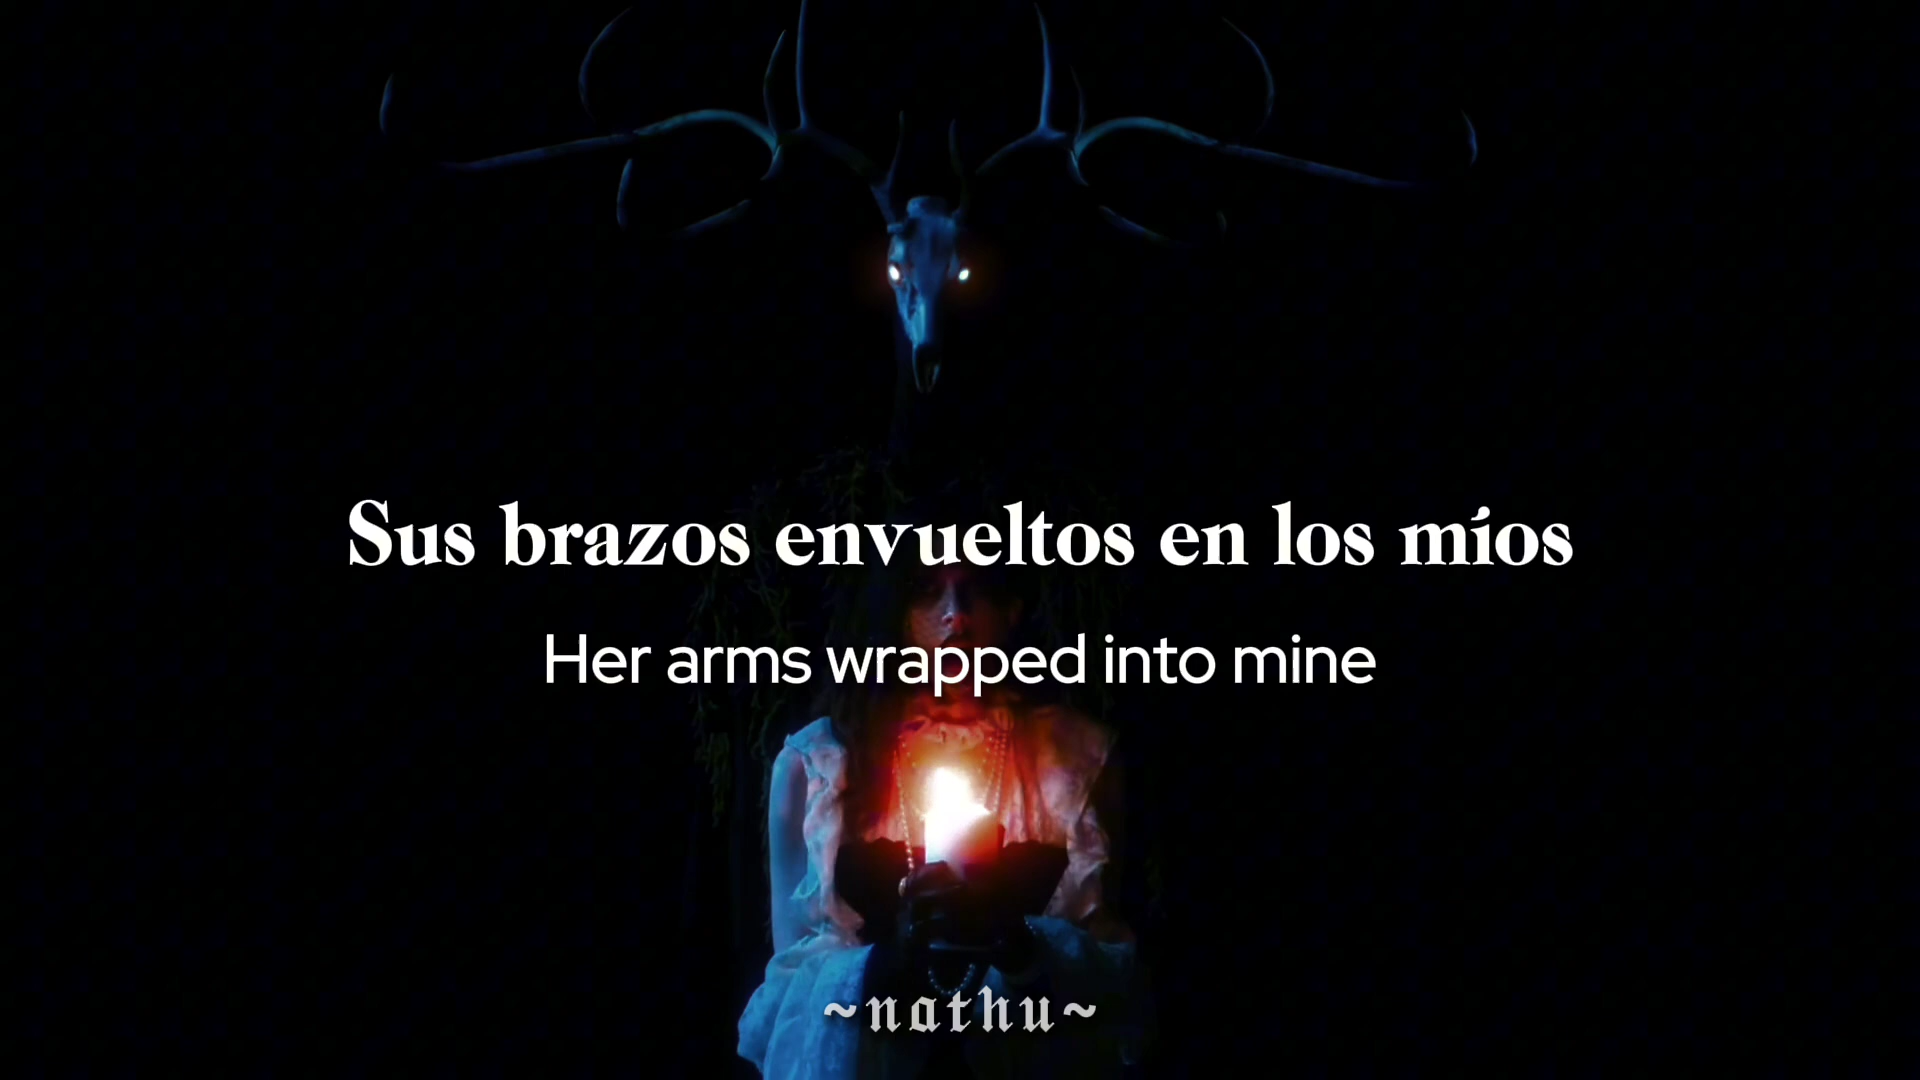 Sus brazos envueltos en los míos
Her arms wrapped into mine
~nathu~